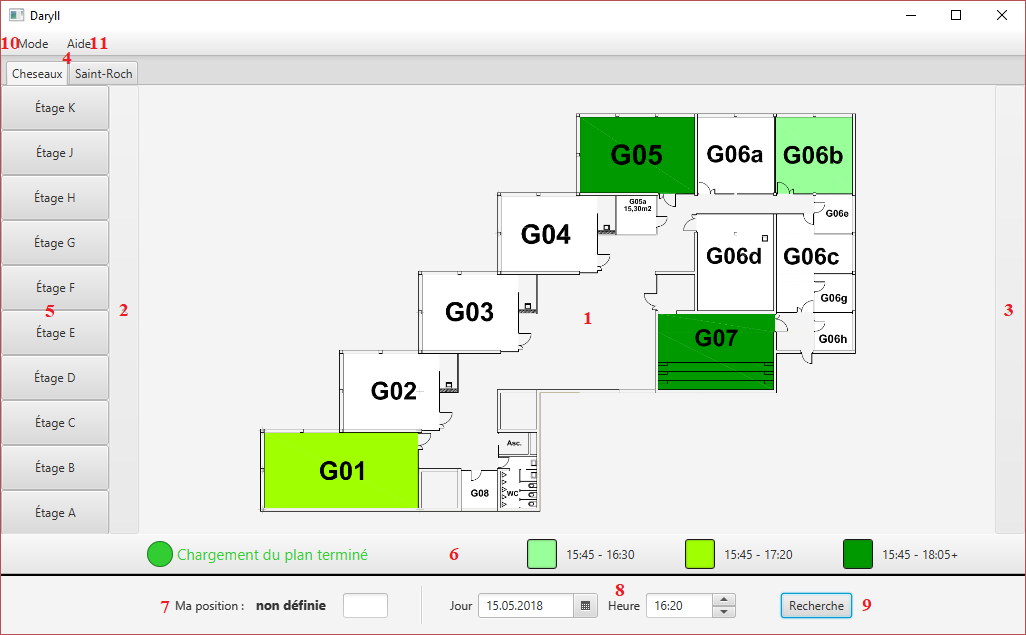 Daryll
10 Mode Aide 11
4
Cheseaux Saint-Roch
Étage K
Étage J
Étage H
Étage G
Étage F
5
Étage E
Étage D
Étage C
Étage B
Étage A
2
3
1
G05
G06a
G06b
G05a
15,30m2
G06e
G04
G06d
G06c
G03
G06g
G07
G06h
G02
Asc.
G01
G08
WC
Chargement du plan terminé
6
15:45 - 16:30
15:45 - 17:20
15:45 - 18:05+
7 Ma position : non définie
Jour 15.05.2018
8
Heure 16:20
Recherche 9